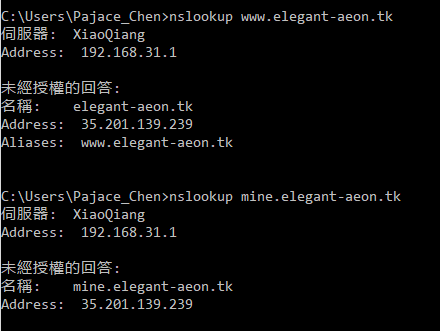 C:\Users\Pajace_Chen>nslookup www.elegant-aeon.tk
伺服器:  XiaoQiang
Address:  192.168.31.1
未經授權的回答:
名稱:    elegant-aeon.tk
Address:  35.201.139.239
Aliases:  www.elegant-aeon.tk
C:\Users\Pajace_Chen>nslookup mine.elegant-aeon.tk
伺服器:  XiaoQiang
Address:  192.168.31.1
未經授權的回答:
名稱:    mine.elegant-aeon.tk
Address:  35.201.139.239